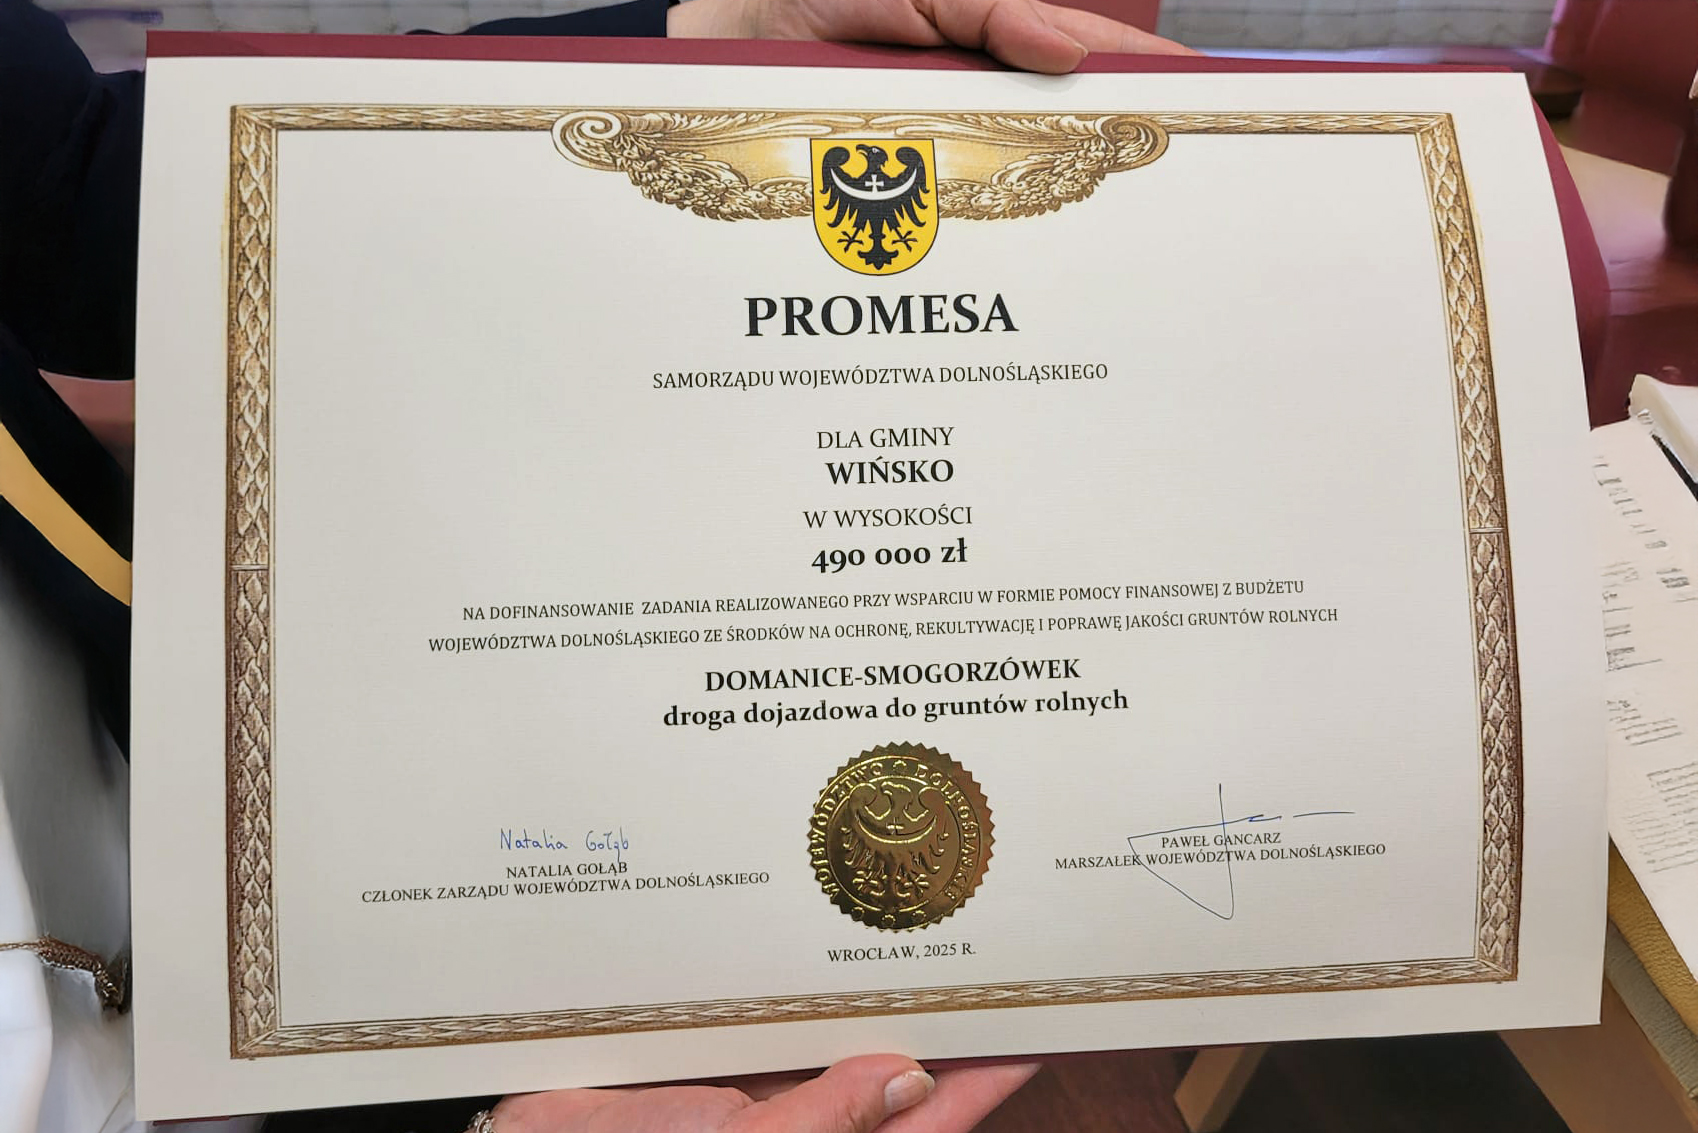 PROMESA
SAMORZĄDU WOJEWÓDZTWA DOLNOŚLĄSKIEGO
DLA GMINY
WIŃSKO
W WYSOKOŚCI
490 000 zł
NA DOFINANSOWANIE ZADANIA REALIZOWANEGO PRZY WSPARCIU W FORMIE POMOCY FINANSOWEJ Z BUDŻETU
WOJEWÓDZTWA DOLNOŚLĄSKIEGO ZE ŚRODKÓW NA OCHRONĘ, REKULTYWACJĘ I POPRAWĘ JAKOŚCI GRUNTÓW ROLNYCH
DOMANICE-SMOGORZÓWEK
droga dojazdowa do gruntów rolnych
Natalia Gołąb
NATALIA GOŁĄB
CZŁONEK ZARZĄDU WOJEWÓDZTWA DOLNOŚLĄSKIEGO
WOJEWÓDZTWO DOLNOŚLĄSKIE
PAWEŁ GANCARZ
MARSZAŁEK WOJEWÓDZTWA DOLNOŚLĄSKIEGO
WROCŁAW, 2025 R.